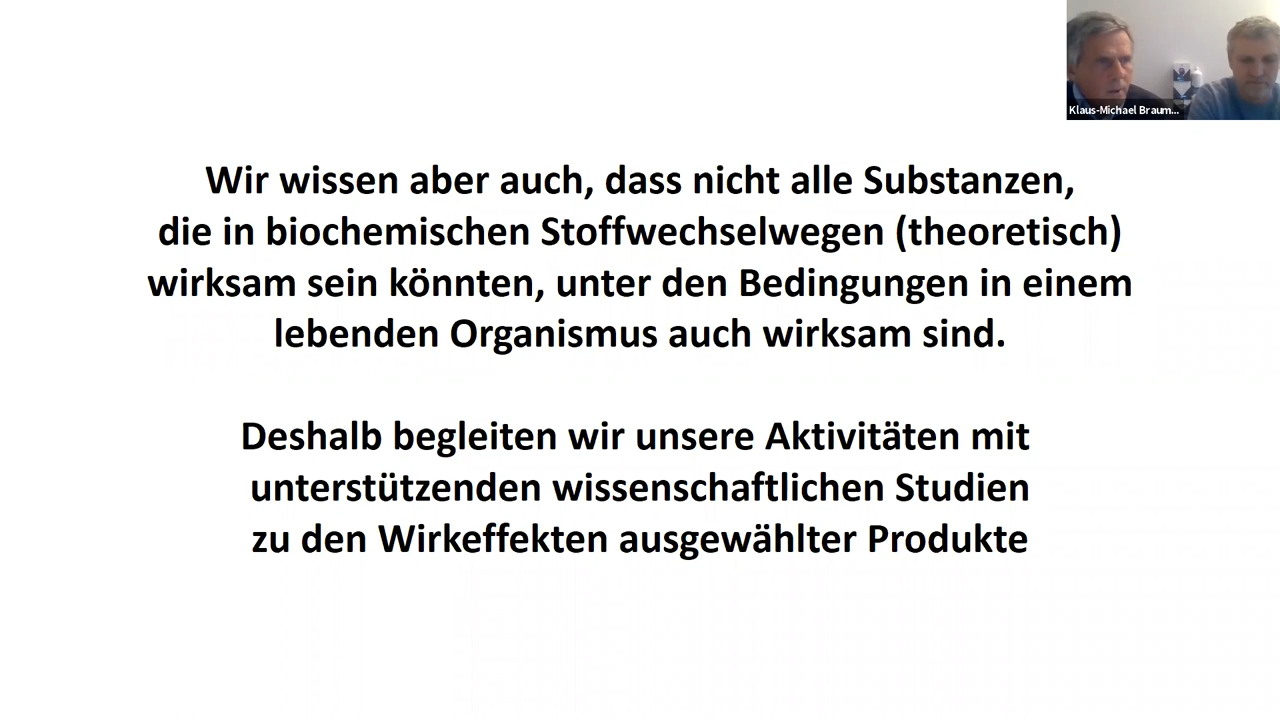 Klaus-Michael Braum...
Wir wissen aber auch, dass nicht alle Substanzen,
die in biochemischen Stoffwechselwegen (theoretisch)
wirksam sein könnten, unter den Bedingungen in einem
lebenden Organismus auch wirksam sind.
Deshalb begleiten wir unsere Aktivitäten mit
unterstützenden wissenschaftlichen Studien
zu den Wirkeffekten ausgewählter Produkte